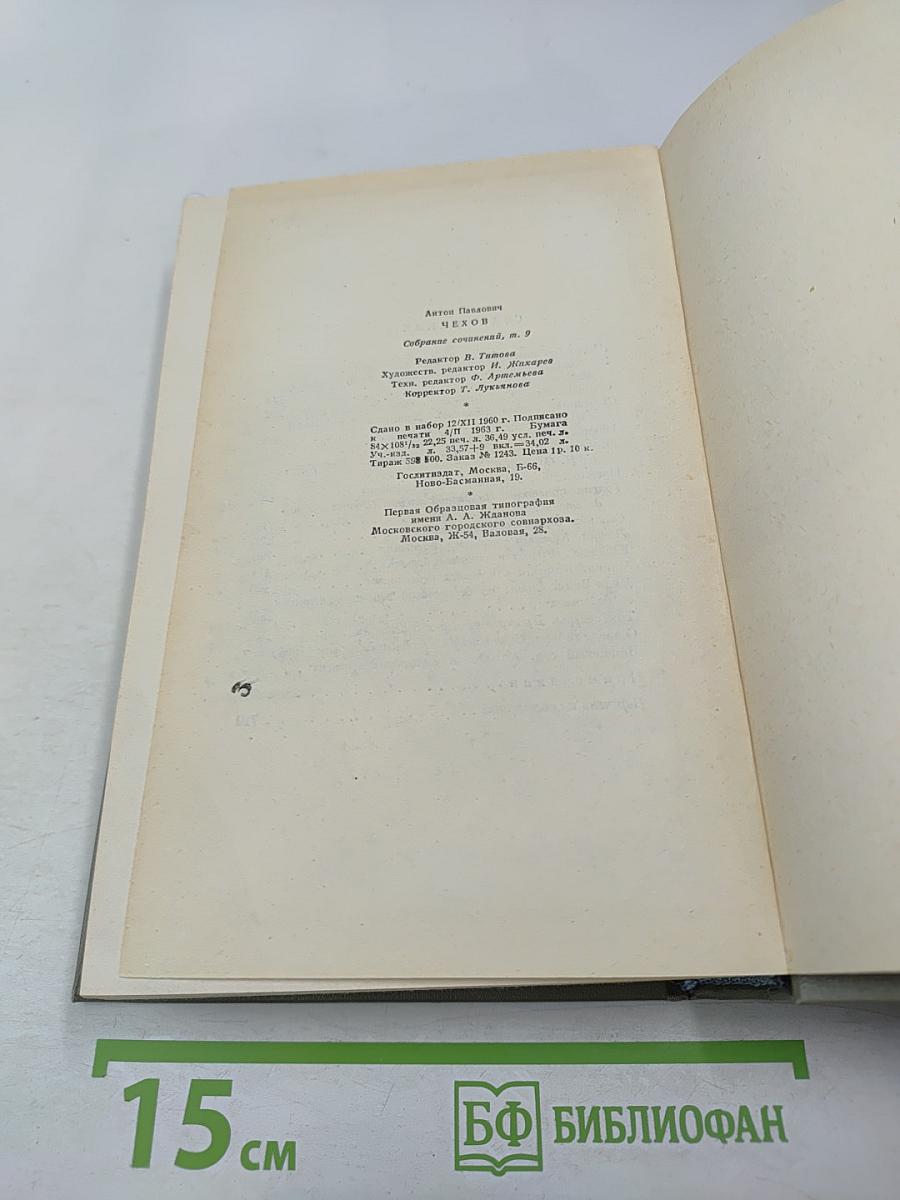 Антон Павлович
ЧЕХОВ
Собрание сочинений, т. 9
Редактор В. Титова
Художеств. редактор И. Жихарев
Техн. редактор Ф. Артемьева
Корректор Т. Лукьянова
*
Сдано в набор 12/XII 1960 г. Подписано
к печати 4/II 1963 г. Бумага
84×108¹/₃₂ 22,25 печ. л. 36,49 усл. печ. л.
Уч.-изд. л. 33,57+9 вкл.=34,02 л.
Тираж 598 500. Заказ № 1243. Цена 1 р. 10 к.
Гослитиздат, Москва, Б-66,
Ново-Басманная, 19.
*
Первая Образцовая типография
имени А. А. Жданова
Московского городского совнархоза.
Москва, Ж-54, Валовая, 28.
15 см
БФ БИБЛИОФАН